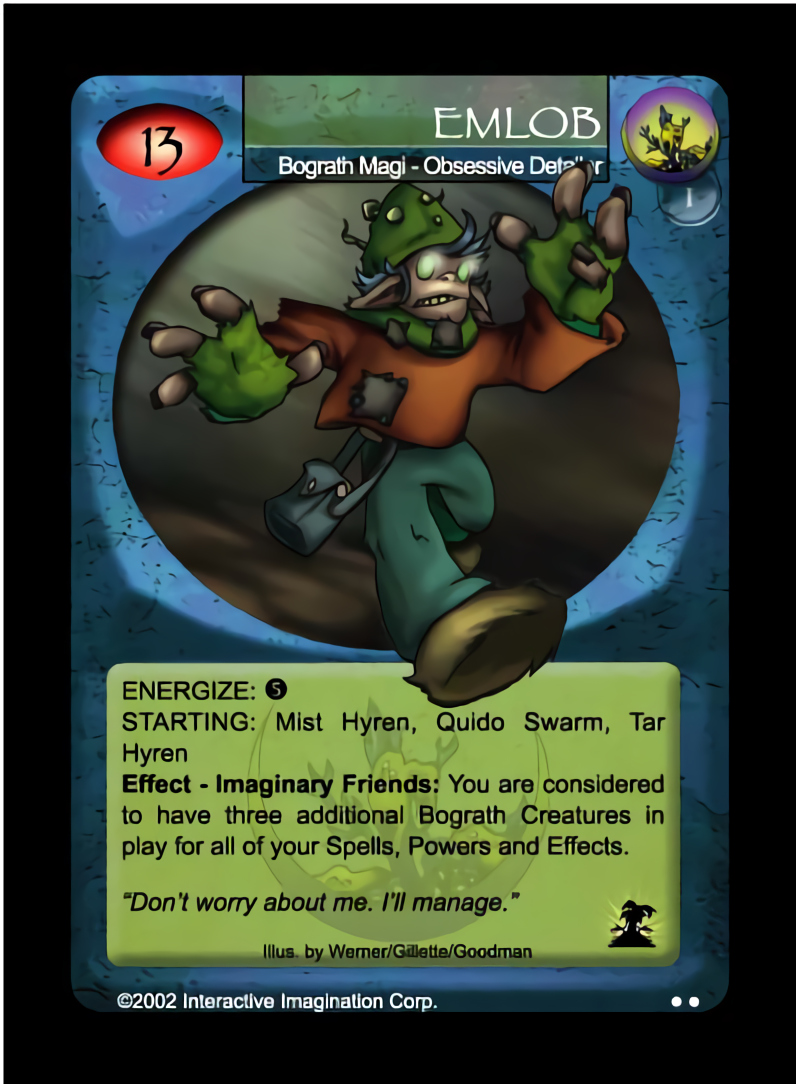 13
EMLOB
Bograth Magi - Obsessive
I
ENERGIZE: 5
STARTING: Mist Hyren, Quido Swarm, Tar
Hyren
Effect - Imaginary Friends: You are considered
to have three additional Bograth Creatures in
play for all of your Spells, Powers and Effects.
"Don't worry about me. I'll manage."
Illus. by Werner/Gillette/Goodman
©2002 Interactive Imagination Corp.